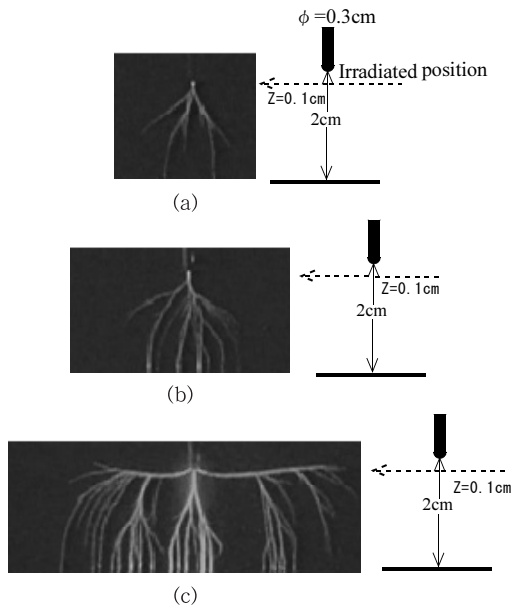 ϕ=0.3cm
Irradiated position
Z=0.1cm
2cm
(a)
Z=0.1cm
2cm
(b)
Z=0.1cm
2cm
(c)